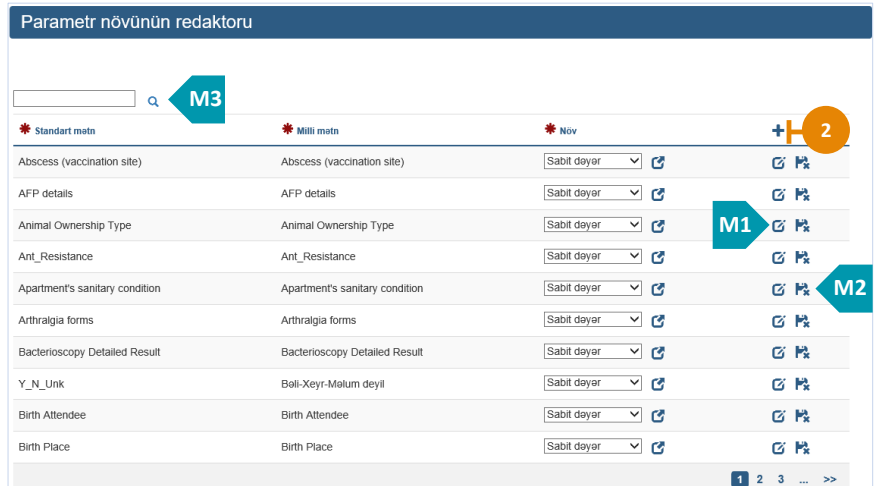 Parametr növünün redaktoru
M3
* Standart mətn * Milli mətn * Növ + 2
Abscess (vaccination site) Abscess (vaccination site) Sabit dəyər
AFP details AFP details Sabit dəyər
Animal Ownership Type Animal Ownership Type Sabit dəyər M1
Ant_Resistance Ant_Resistance Sabit dəyər
Apartment's sanitary condition Apartment's sanitary condition Sabit dəyər M2
Arthralgia forms Arthralgia forms Sabit dəyər
Bacterioscopy Detailed Result Bacterioscopy Detailed Result Sabit dəyər
Y_N_Unk Bəli-Xeyr-Məlum deyil Sabit dəyər
Birth Attendee Birth Attendee Sabit dəyər
Birth Place Birth Place Sabit dəyər
1 2 3 ... >>